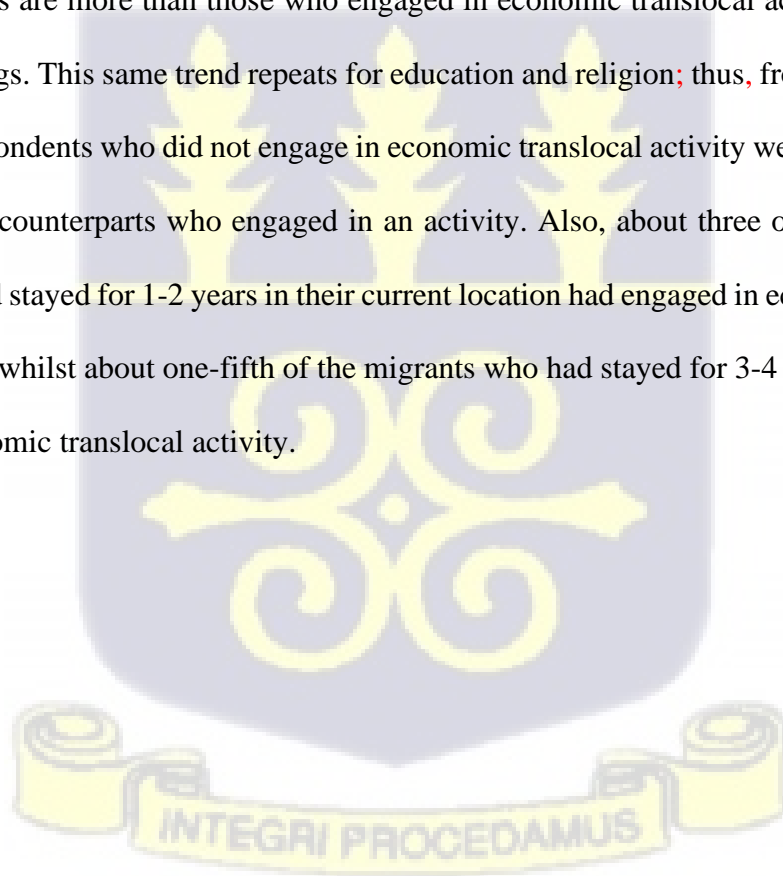 s are more than those who engaged in economic translocal ac
gs. This same trend repeats for education and religion; thus, fr
ondents who did not engage in economic translocal activity we
counterparts who engaged in an activity. Also, about three o
l stayed for 1-2 years in their current location had engaged in e
whilst about one-fifth of the migrants who had stayed for 3-4
omic translocal activity.
INTEGRI PROCEDAMUS